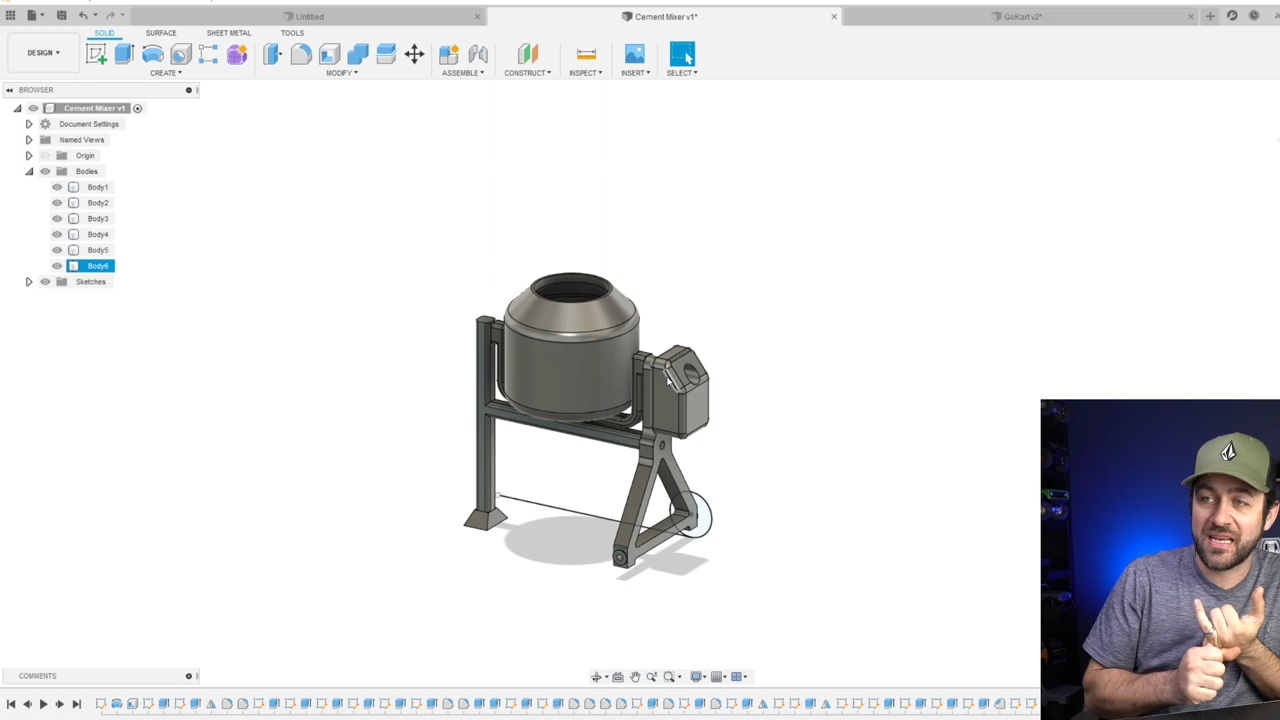 Untitled
Cement Mixer v1*
GoKart v2*
DESIGN
SOLID
SURFACE
SHEET METAL
TOOLS
CREATE
MODIFY
ASSEMBLE
CONSTRUCT
INSPECT
INSERT
SELECT
BROWSER
Cement Mixer v1
Document Settings
Named Views
Origin
Bodies
Body1
Body2
Body3
Body4
Body5
Body6
Sketches
COMMENTS